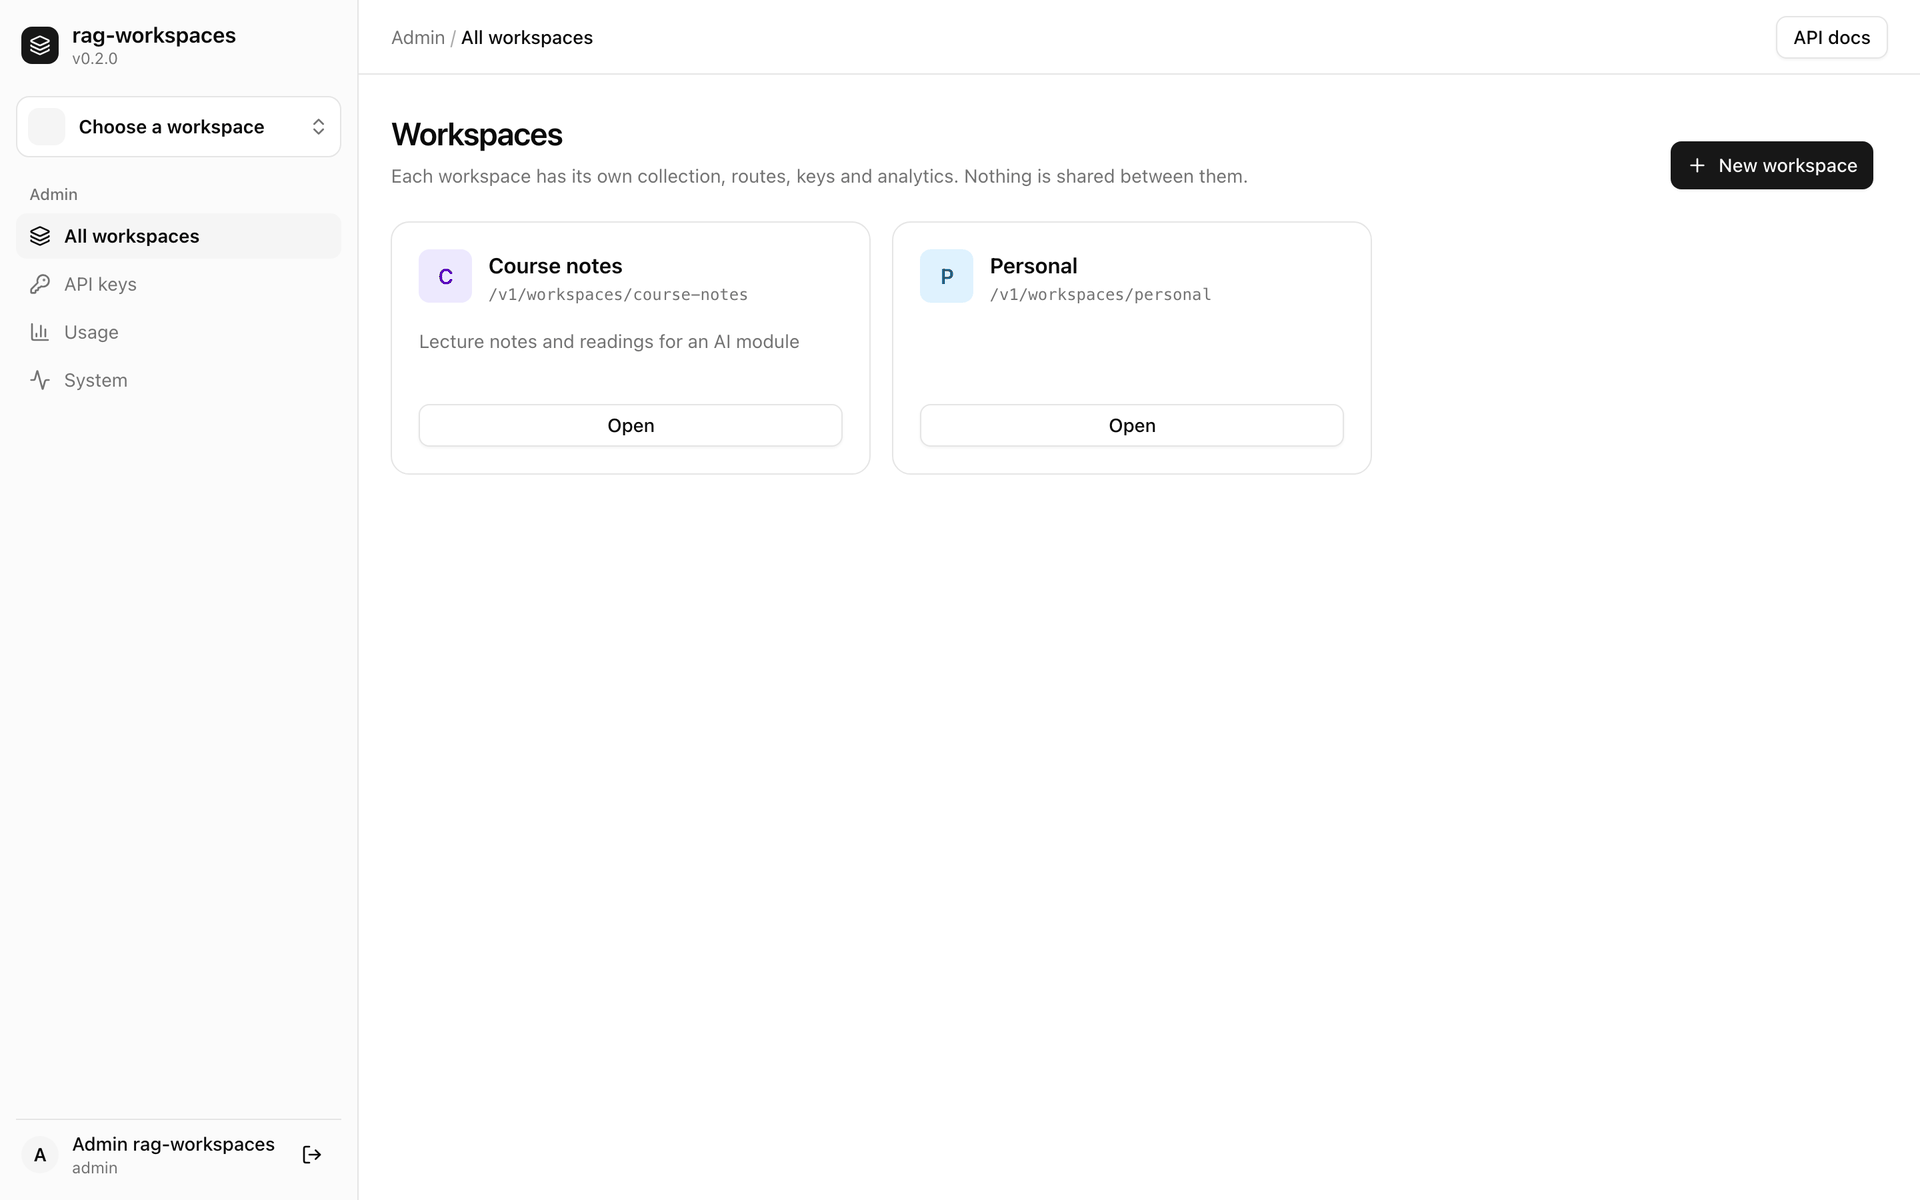 rag-workspaces
v0.2.0
Choose a workspace
Admin
All workspaces
API keys
Usage
System
Admin rag-workspaces
admin
A
Admin / All workspaces
API docs
Workspaces
Each workspace has its own collection, routes, keys and analytics. Nothing is shared between them.
New workspace
C
Course notes
/v1/workspaces/course-notes
Lecture notes and readings for an AI module
Open
P
Personal
/v1/workspaces/personal
Open